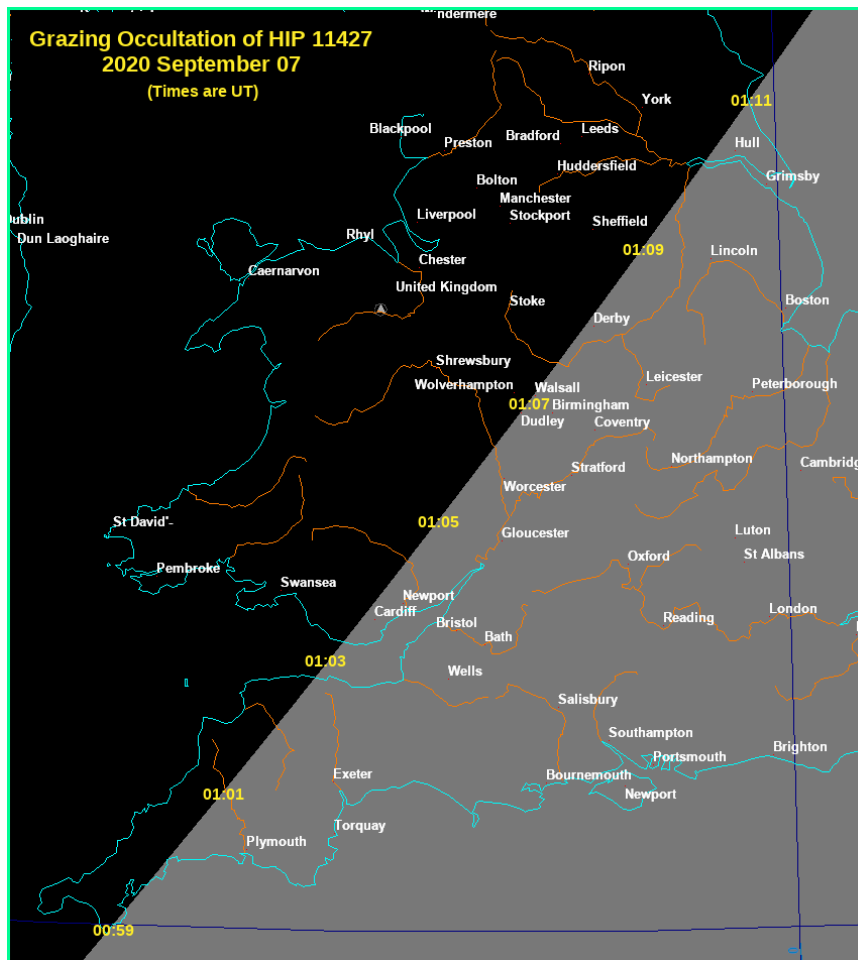 ndermere
Grazing Occultation of HIP 11427
2020 September 07
(Times are UT)
Ripon
York
01:11
Blackpool
Preston
Bradford
Leeds
Hull
Huddersfield
Grimsby
Bolton
Manchester
Liverpool
Stockport
Sheffield
ublin
Dun Laoghaire
Rhyl
01:09
Lincoln
Chester
Caernarvon
United Kingdom
Stoke
Boston
Derby
Shrewsbury
Wolverhampton
Walsall
Leicester
Peterborough
01:07
Birmingham
Dudley
Coventry
Stratford
Northampton
Cambridg
Worcester
St David'-
01:05
Gloucester
Luton
St Albans
Oxford
Pembroke
Swansea
Newport
Cardiff
Bristol
Reading
London
Bath
01:03
Wells
Salisbury
Southampton
Brighton
Portsmouth
Exeter
Bournemouth
01:01
Newport
Torquay
Plymouth
00:59
0